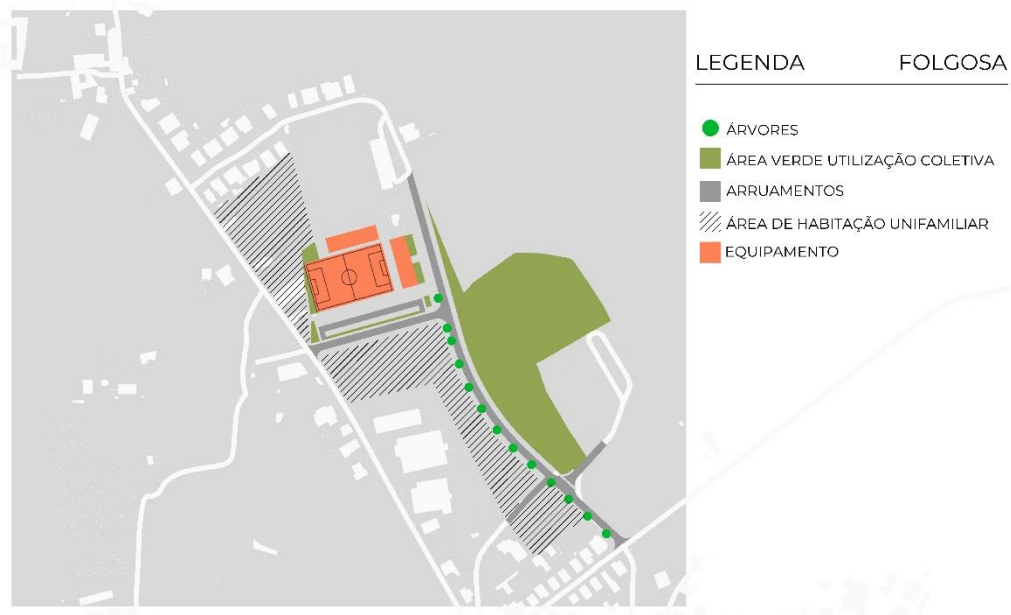 LEGENDA FOLGOSA
ÁRVORES
ÁREA VERDE UTILIZAÇÃO COLETIVA
ARRUAMENTOS
ÁREA DE HABITAÇÃO UNIFAMILIAR
EQUIPAMENTO